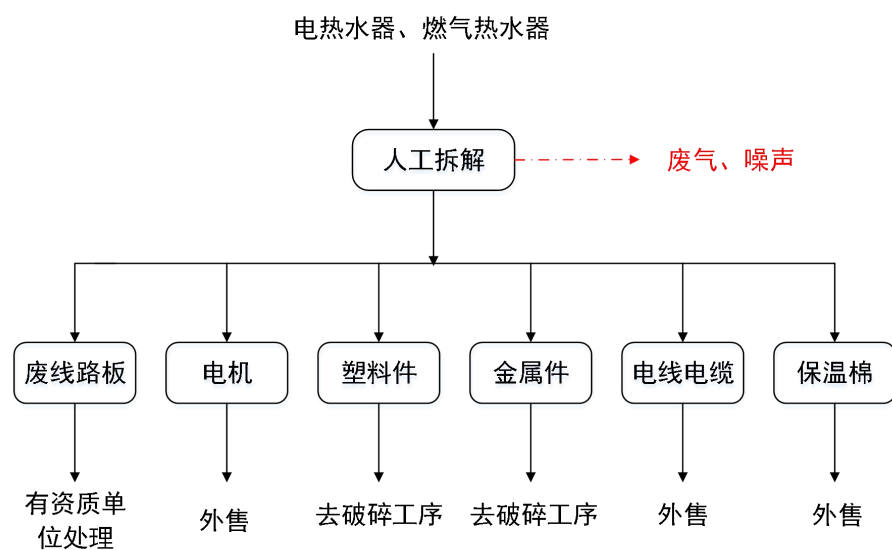 电热水器、燃气热水器
人工拆解
废气、噪声
废线路板
电机
塑料件
金属件
电线电缆
保温棉
有资质单
位处理
外售
去破碎工序
去破碎工序
外售
外售